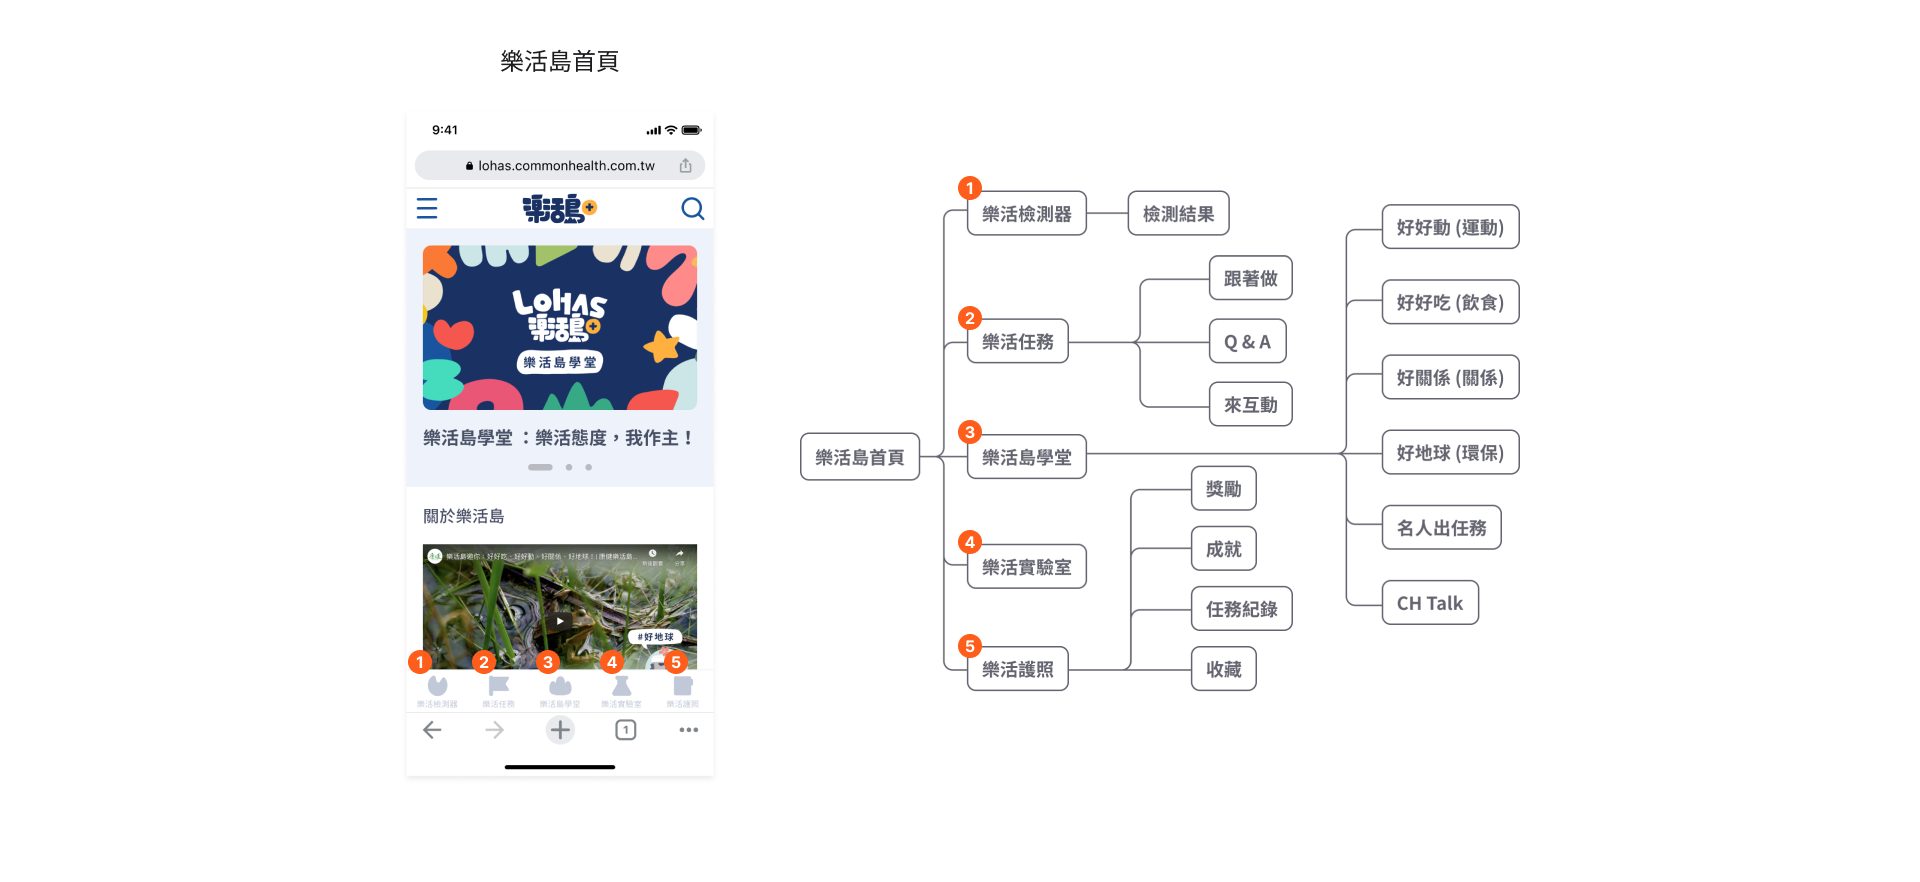 樂活島首頁
9:41
lohas.commonhealth.com.tw
樂活島
LOHAS
樂活島
樂活島學堂
樂活島學堂 ：樂活態度，我作主！
關於樂活島
樂活島邀你：好好吃、好好動、好關係、好地球！| 康健樂活島...
稍後觀看
分享
#好地球
1 2 3 4 5
樂活檢測器 樂活任務 樂活島學堂 樂活實驗室 樂活護照
1
樂活島首頁
1
樂活檢測器
檢測結果
2
樂活任務
跟著做
Q & A
來互動
3
樂活島學堂
好好動 (運動)
好好吃 (飲食)
好關係 (關係)
好地球 (環保)
名人出任務
CH Talk
4
樂活實驗室
5
樂活護照
獎勵
成就
任務紀錄
收藏